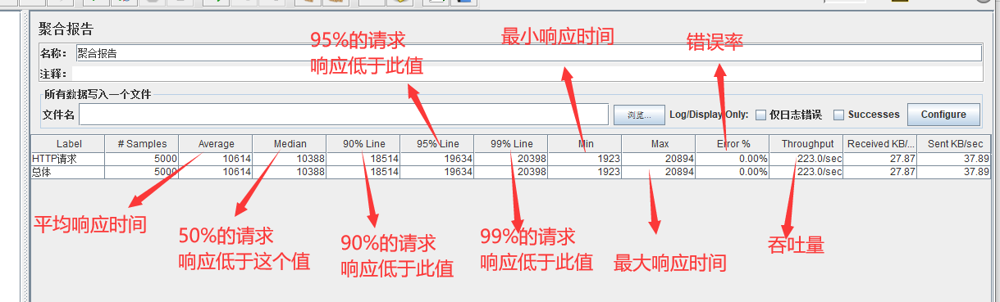 聚合报告
95%的请求
响应低于此值
最小响应时间
错误率
名称：
聚合报告
注释：
所有数据写入一个文件
文件名
浏览...
Log/Display Only:
仅日志错误
Successes
Configure
Label # Samples Average Median 90% Line 95% Line 99% Line Min Max Error % Throughput Received KB/... Sent KB/sec
HTTP请求 5000 10614 10388 18514 19634 20398 1923 20894 0.00% 223.0/sec 27.87 37.89
总体 5000 10614 10388 18514 19634 20398 1923 20894 0.00% 223.0/sec 27.87 37.89
平均响应时间
50%的请求
响应低于这个值
90%的请求
响应低于此值
99%的请求
响应低于此值
最大响应时间
吞吐量